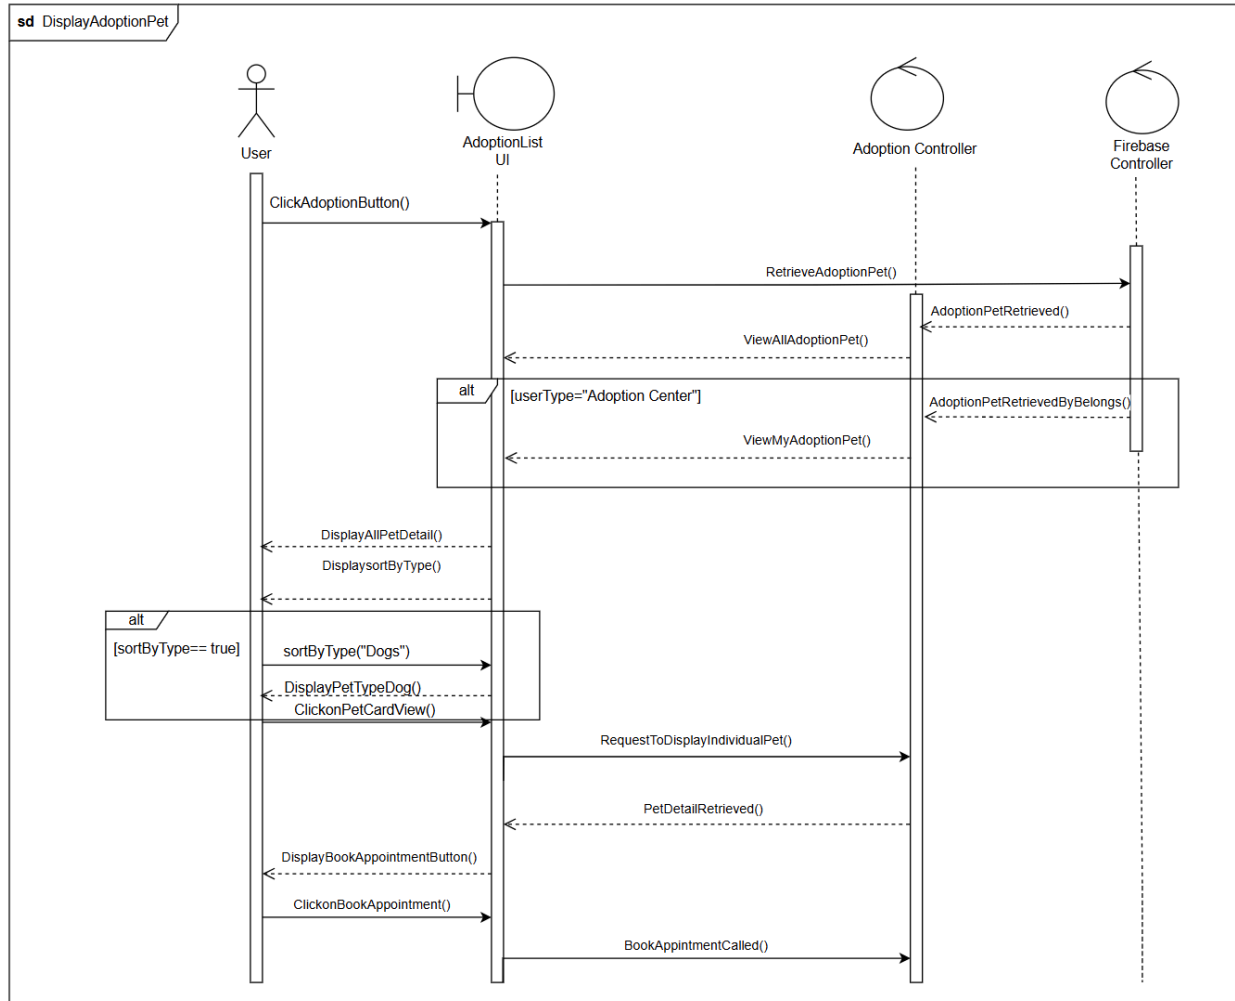 sd DisplayAdoptionPet
User
AdoptionList
UI
Adoption Controller
Firebase
Controller
ClickAdoptionButton()
RetrieveAdoptionPet()
AdoptionPetRetrieved()
ViewAllAdoptionPet()
alt
[userType="Adoption Center"]
AdoptionPetRetrievedByBelongs()
ViewMyAdoptionPet()
DisplayAllPetDetail()
DisplaysortByType()
alt
[sortByType== true]
sortByType("Dogs")
DisplayPetTypeDog()
ClickonPetCardView()
RequestToDisplayIndividualPet()
PetDetailRetrieved()
DisplayBookAppointmentButton()
ClickonBookAppointment()
BookAppintmentCalled()